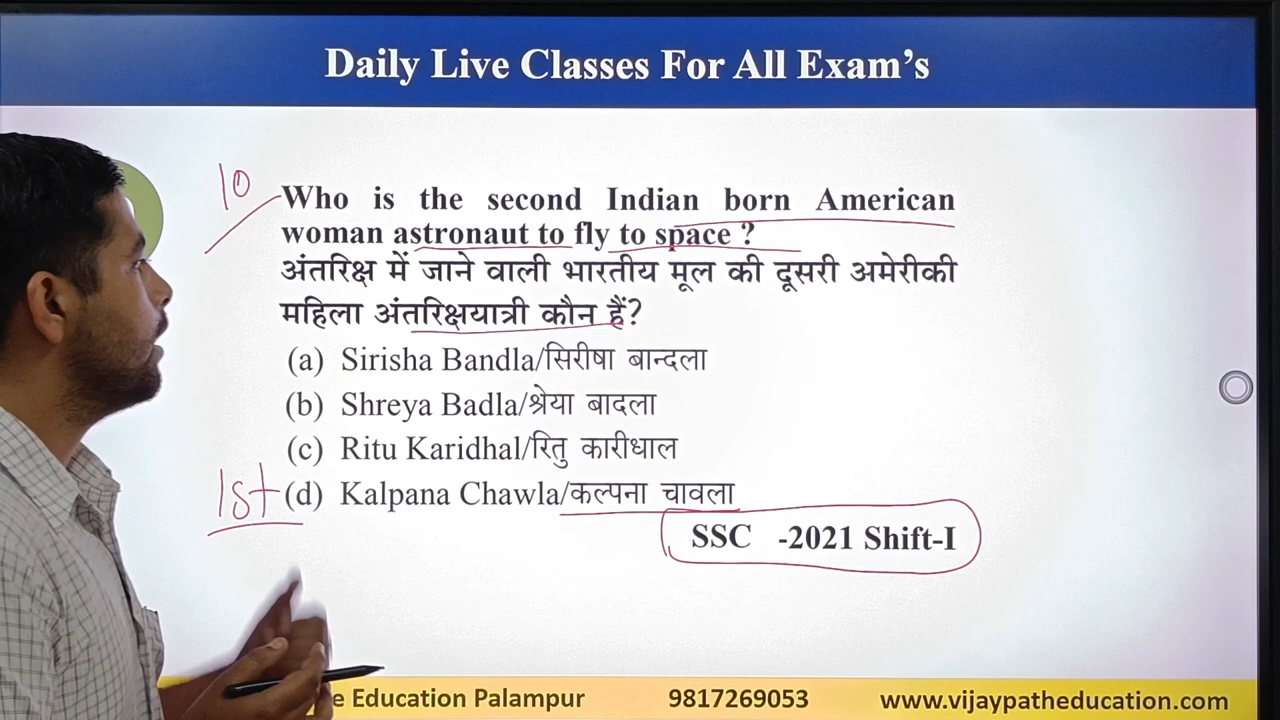 Daily Live Classes For All Exam's
10
Who is the second Indian born American
woman astronaut to fly to space ?
अंतरिक्ष में जाने वाली भारतीय मूल की दूसरी अमेरीकी
महिला अंतरिक्षयात्री कौन हैं?
(a) Sirisha Bandla/सिरीषा बान्दला
(b) Shreya Badla/श्रेया बादला
(c) Ritu Karidhal/रितु कारीधाल
1st (d) Kalpana Chawla/कल्पना चावला
SSC -2021 Shift-I
e Education Palampur 9817269053 www.vijaypatheducation.com